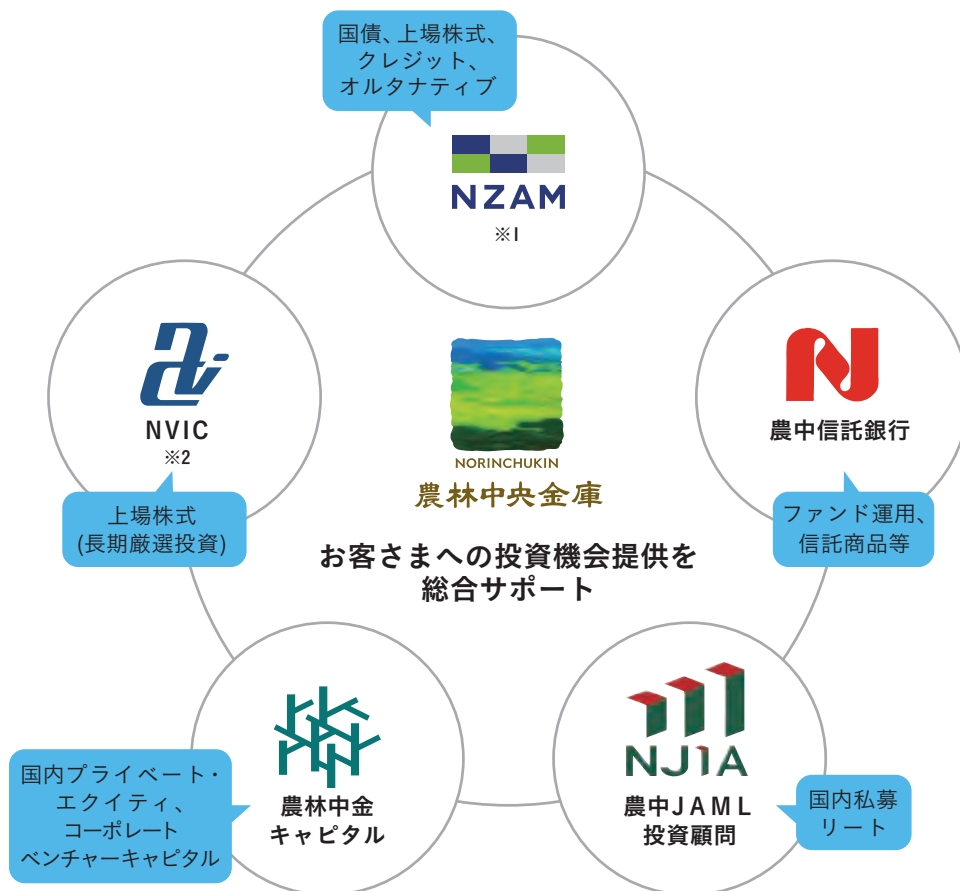 国債、上場株式、
クレジット、
オルタナティブ
NZAM
※1
NVIC
※2
上場株式
(長期厳選投資)
NORINCHUKIN
農林中央金庫
お客さまへの投資機会提供を
総合サポート
農中信託銀行
ファンド運用、
信託商品等
国内プライベート・
エクイティ、
コーポレート
ベンチャーキャピタル
農林中金
キャピタル
NJIA
農中JAML
投資顧問
国内私募
リート